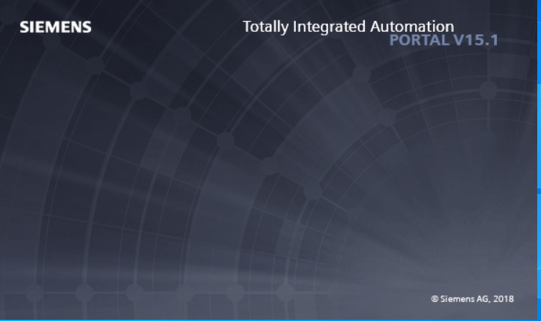 SIEMENS
Totally Integrated Automation
PORTAL V15.1
© Siemens AG, 2018